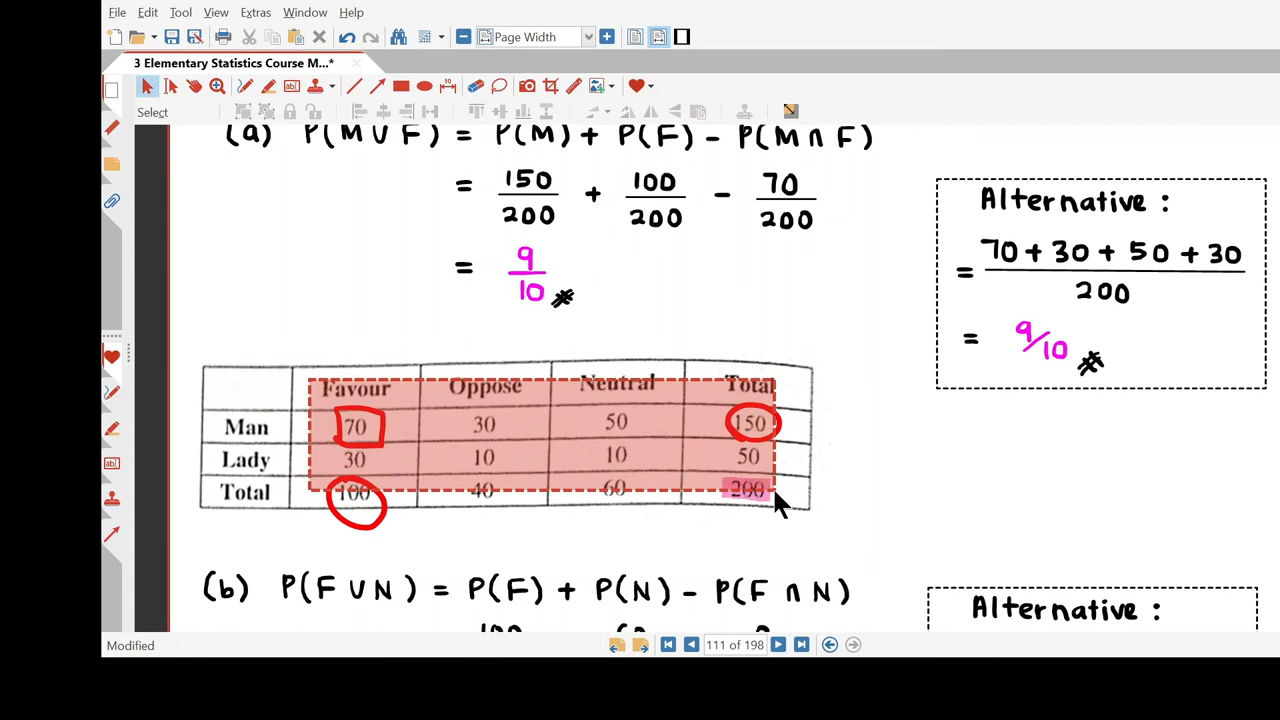 File Edit Tool View Extras Window Help
Page Width
3 Elementary Statistics Course M...*
Select
(a) P(M ∪ F) = P(M) + P(F) - P(M ∩ F)
= 150/200 + 100/200 - 70/200
= 9/10 *
Alternative :
= 70 + 30 + 50 + 30 / 200
= 9/10 *
Favour Oppose Neutral Total
Man 70 30 50 150
Lady 30 10 10 50
Total 100 40 60 200
(b) P(F ∪ N) = P(F) + P(N) - P(F ∩ N)
Alternative :
Modified 111 of 198